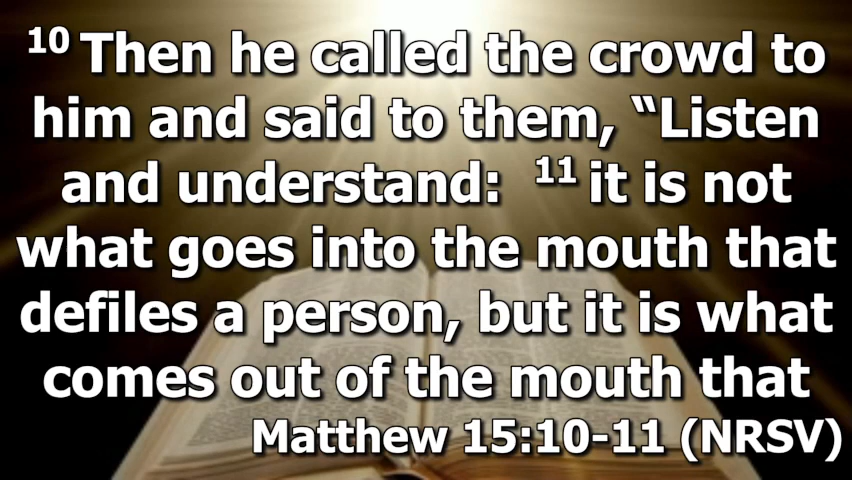 10 Then he called the crowd to
him and said to them, “Listen
and understand: 11 it is not
what goes into the mouth that
defiles a person, but it is what
comes out of the mouth that
Matthew 15:10-11 (NRSV)